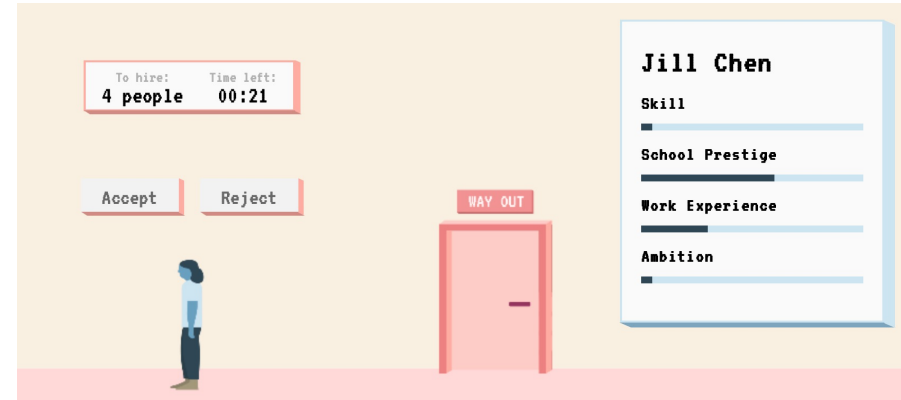 To hire: Time left:
4 people 00:21
Accept Reject
WAY OUT
Jill Chen
Skill
School Prestige
Work Experience
Ambition